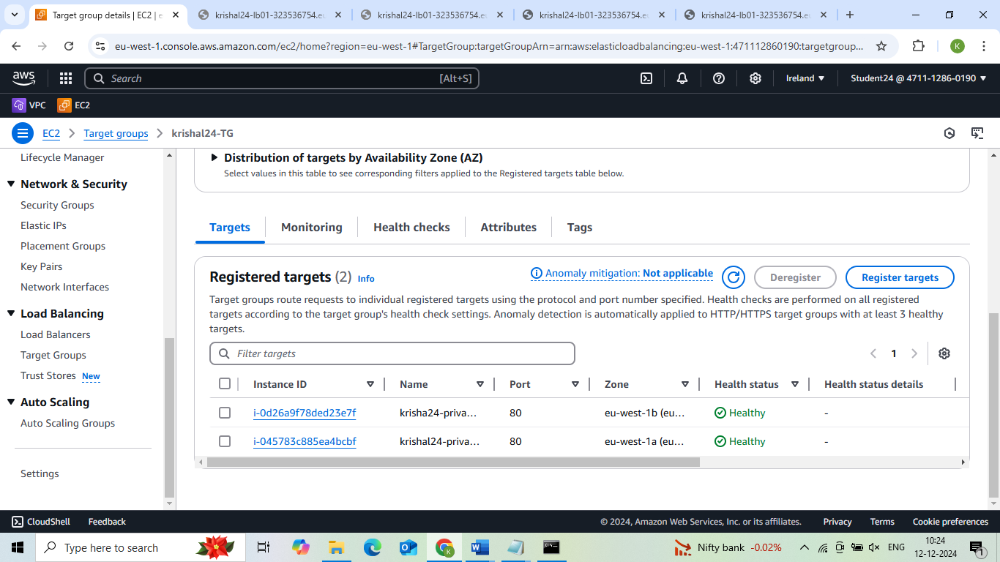 Target group details | EC2 | e
krishal24-lb01-323536754.eu
krishal24-lb01-323536754.eu
krishal24-lb01-323536754.eu
krishal24-lb01-323536754.eu
eu-west-1.console.aws.amazon.com/ec2/home?region=eu-west-1#TargetGroup:targetGroupArn=arn:aws:elasticloadbalancing:eu-west-1:471112860190:targetgroup...
K
aws
Search
[Alt+S]
Ireland
Student24 @ 4711-1286-0190
VPC
EC2
EC2
Target groups
krishal24-TG
Lifecycle Manager
Network & Security
Security Groups
Elastic IPs
Placement Groups
Key Pairs
Network Interfaces
Load Balancing
Load Balancers
Target Groups
Trust Stores New
Auto Scaling
Auto Scaling Groups
Settings
Distribution of targets by Availability Zone (AZ)
Select values in this table to see corresponding filters applied to the Registered targets table below.
Targets
Monitoring
Health checks
Attributes
Tags
Registered targets (2) Info
Anomaly mitigation: Not applicable
Deregister
Register targets
Target groups route requests to individual registered targets using the protocol and port number specified. Health checks are performed on all registered
targets according to the target group's health check settings. Anomaly detection is automatically applied to HTTP/HTTPS target groups with at least 3 healthy
targets.
Filter targets
1
Instance ID Name Port Zone Health status Health status details
i-0d26a9f78ded23e7f krisha24-priva... 80 eu-west-1b (eu... Healthy -
i-045783c885ea4bcbf krishal24-priva... 80 eu-west-1a (eu... Healthy -
CloudShell
Feedback
© 2024, Amazon Web Services, Inc. or its affiliates.
Privacy
Terms
Cookie preferences
Type here to search
Nifty bank -0.02%
ENG
10:24
12-12-2024
1